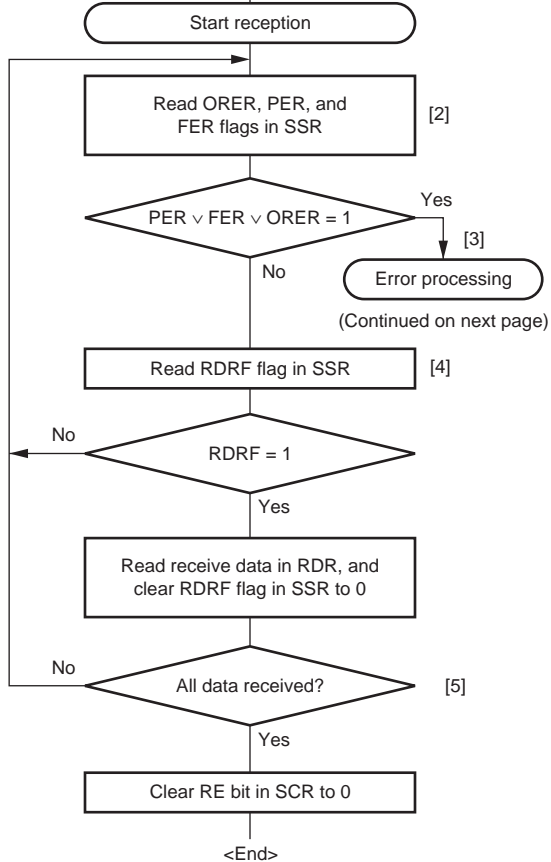 Start reception
Read ORER, PER, and
FER flags in SSR
[2]
PER ∨ FER ∨ ORER = 1
Yes
[3]
No
Error processing
(Continued on next page)
Read RDRF flag in SSR
[4]
No
RDRF = 1
Yes
Read receive data in RDR, and
clear RDRF flag in SSR to 0
No
All data received?
[5]
Yes
Clear RE bit in SCR to 0
<End>